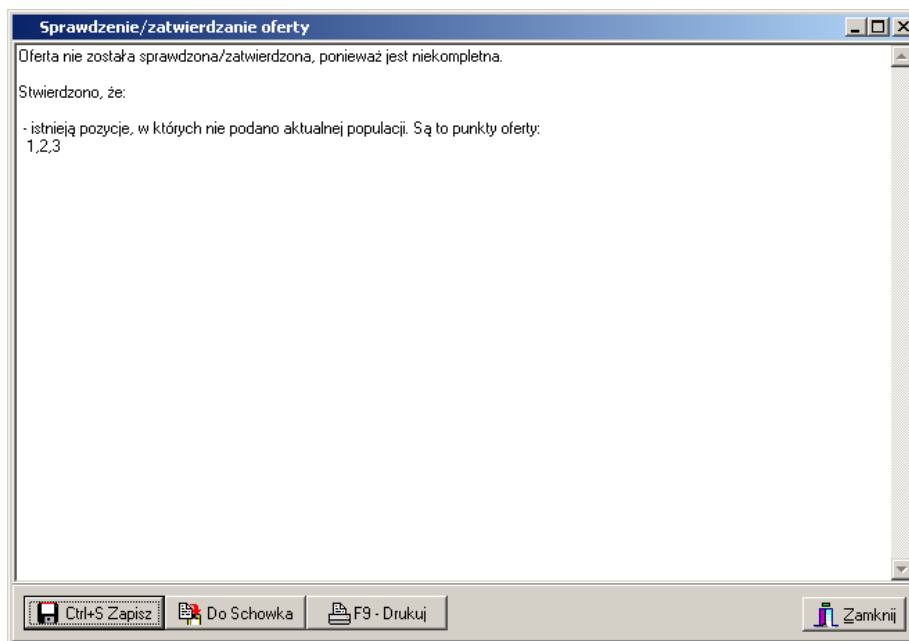 Sprawdzenie/zatwierdzanie oferty
Oferta nie została sprawdzona/zatwierdzona, ponieważ jest niekompletna.
Stwierdzono, że:
- istnieją pozycje, w których nie podano aktualnej populacji. Są to punkty oferty:
1,2,3
Ctrl+S Zapisz
Do Schowka
F9 - Drukuj
Zamknij